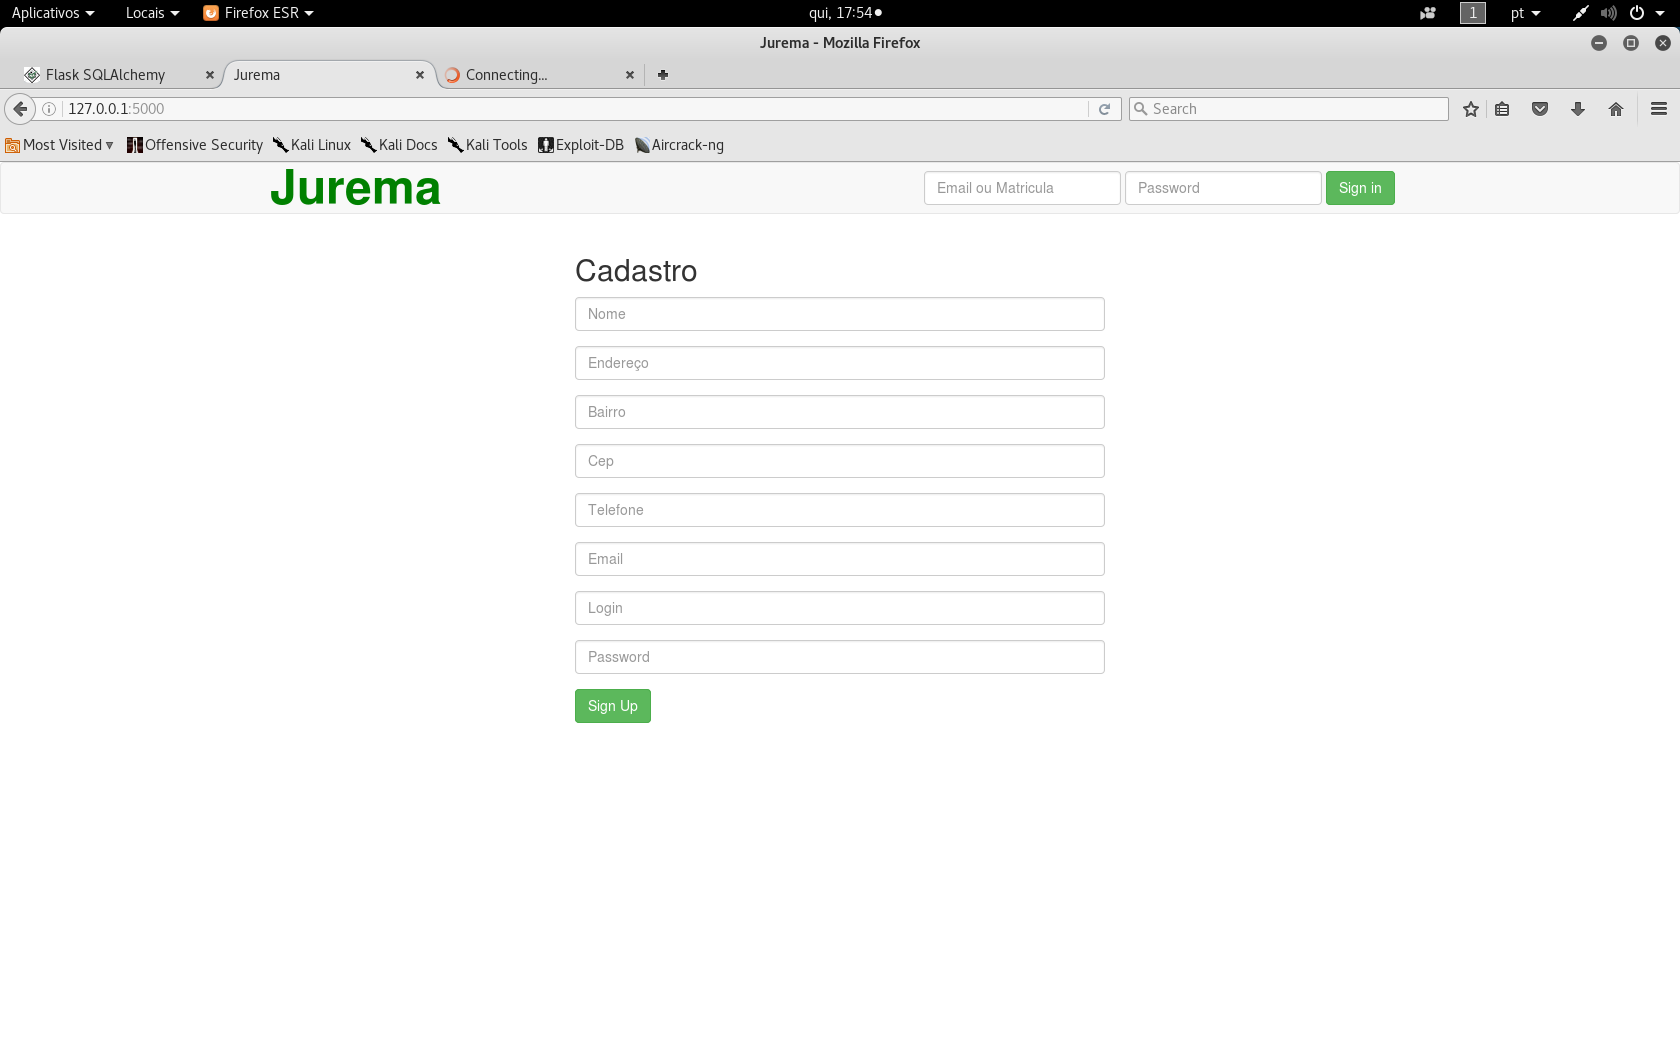 Aplicativos Locais Firefox ESR qui, 17:54 1 pt
Jurema - Mozilla Firefox
Flask SQLAlchemy Jurema Connecting...
127.0.0.1:5000 Search
Most Visited Offensive Security Kali Linux Kali Docs Kali Tools Exploit-DB Aircrack-ng
Jurema Email ou Matricula Password Sign in
Cadastro
Nome
Endereço
Bairro
Cep
Telefone
Email
Login
Password
Sign Up